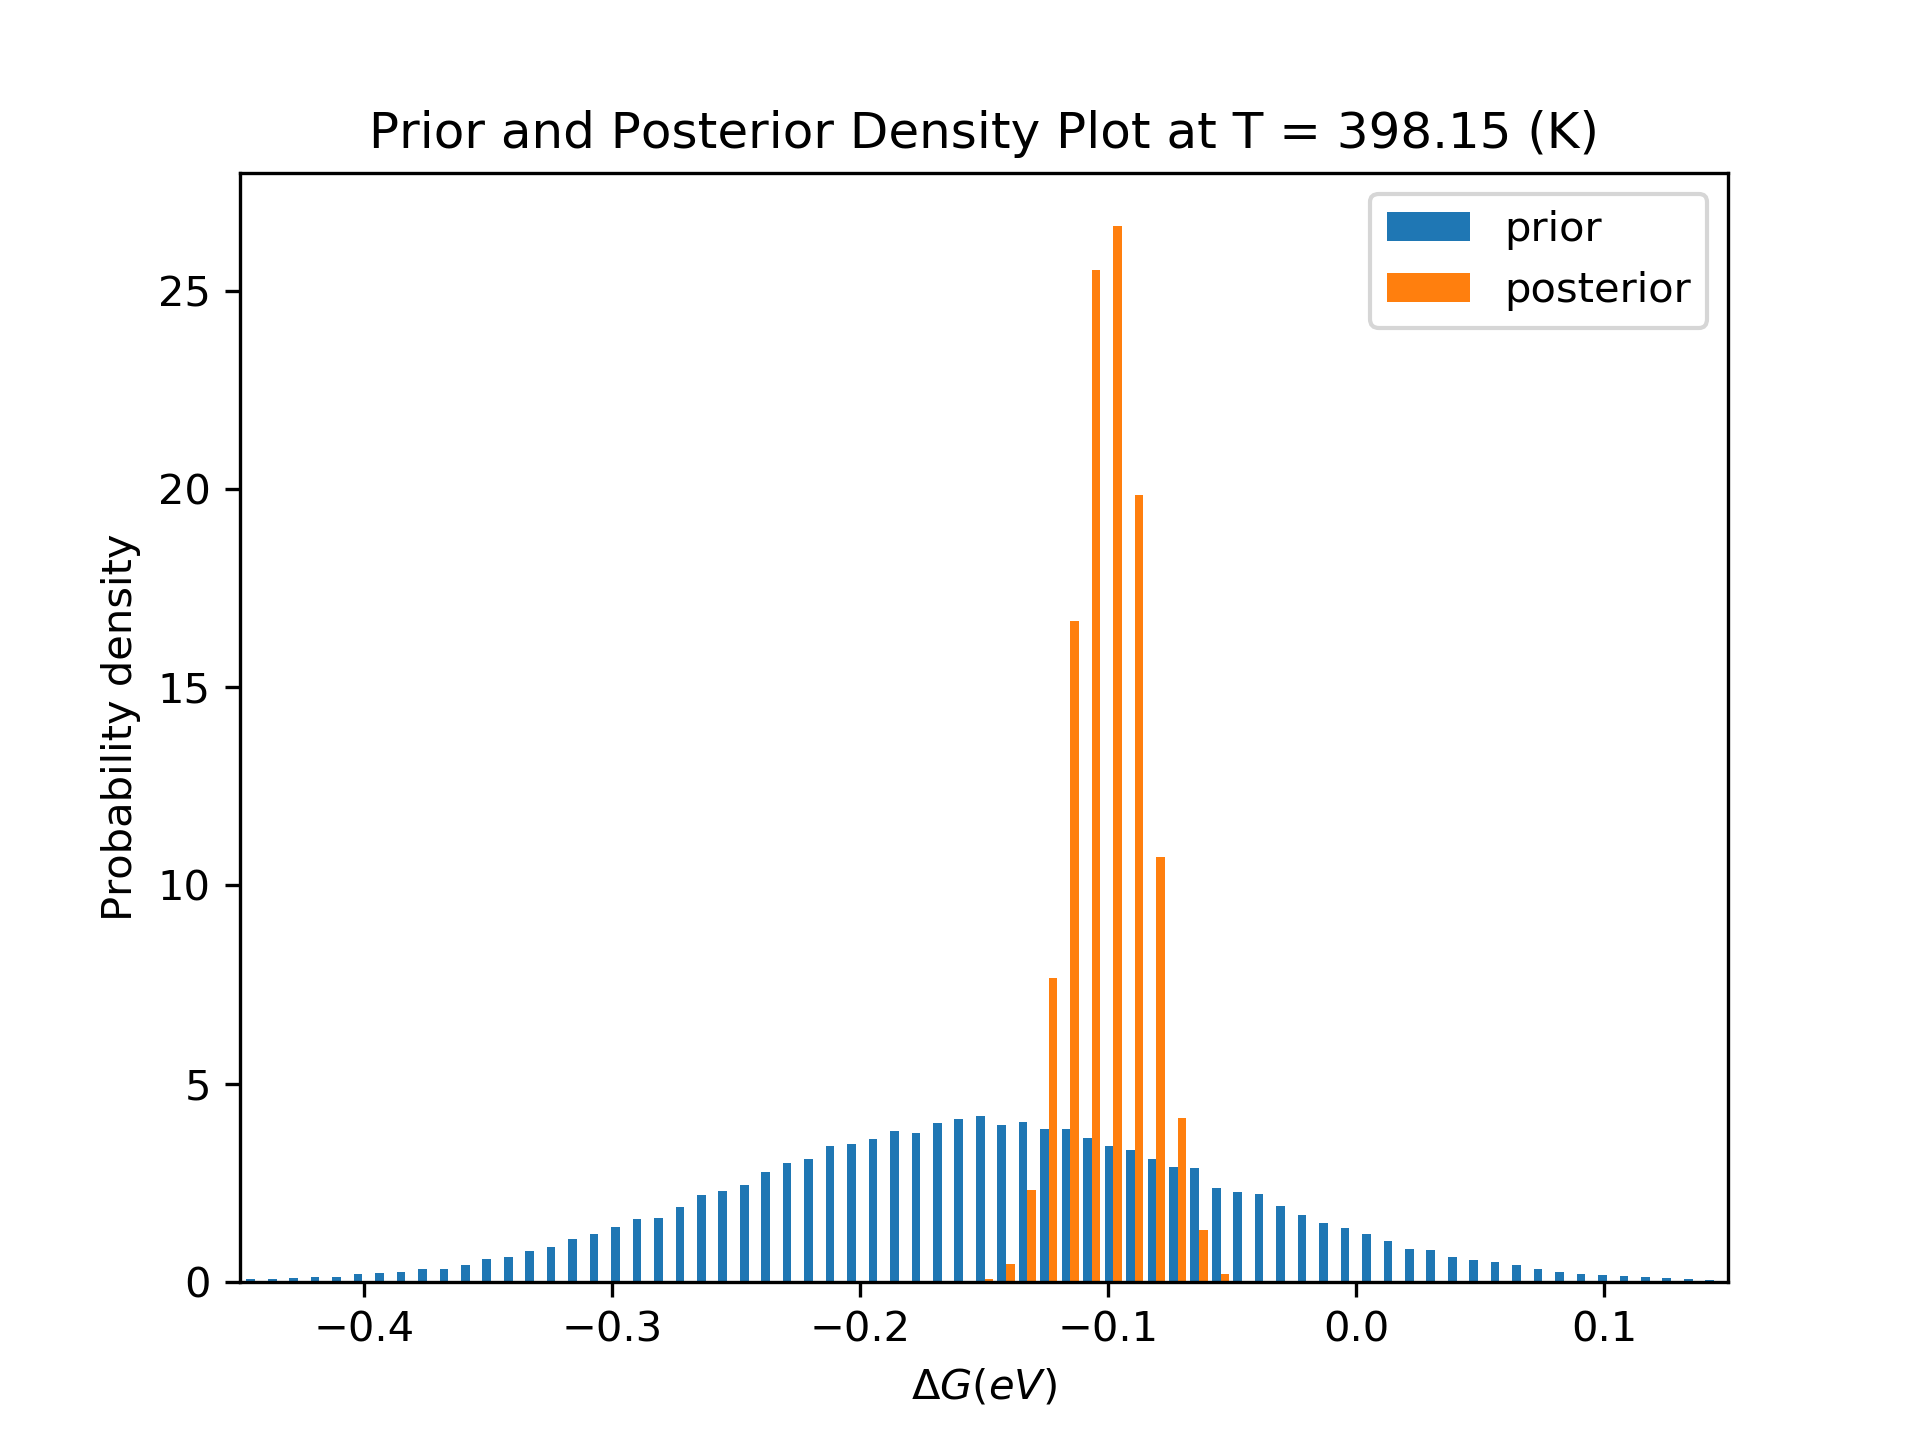 Prior and Posterior Density Plot at T = 398.15 (K)
prior
posterior
Probability density
25
20
15
10
5
0
−0.4 −0.3 −0.2 −0.1 0.0 0.1
ΔG(eV)